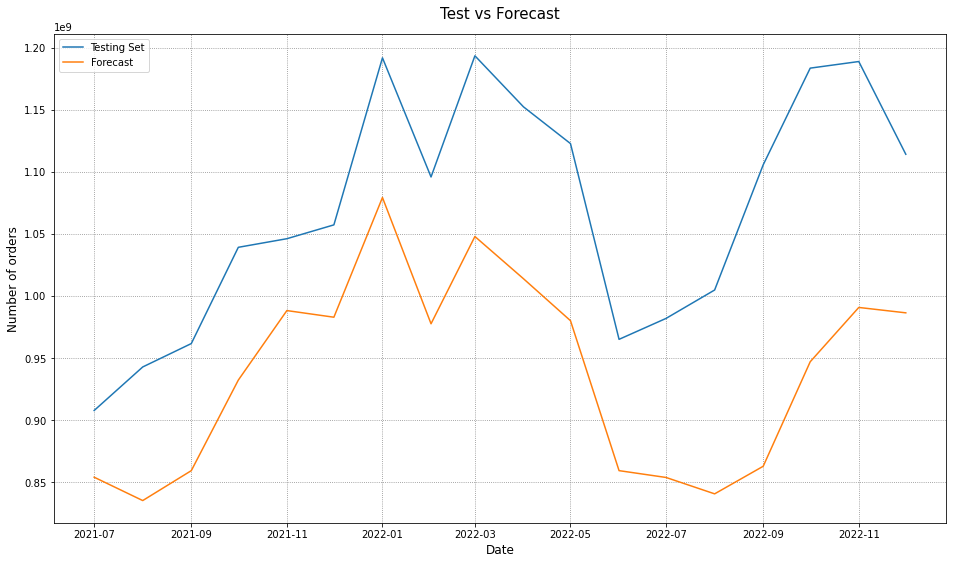 Test vs Forecast
1e9
Testing Set
Forecast
1.20
1.15
1.10
1.05
1.00
0.95
0.90
0.85
Number of orders
2021-07 2021-09 2021-11 2022-01 2022-03 2022-05 2022-07 2022-09 2022-11
Date